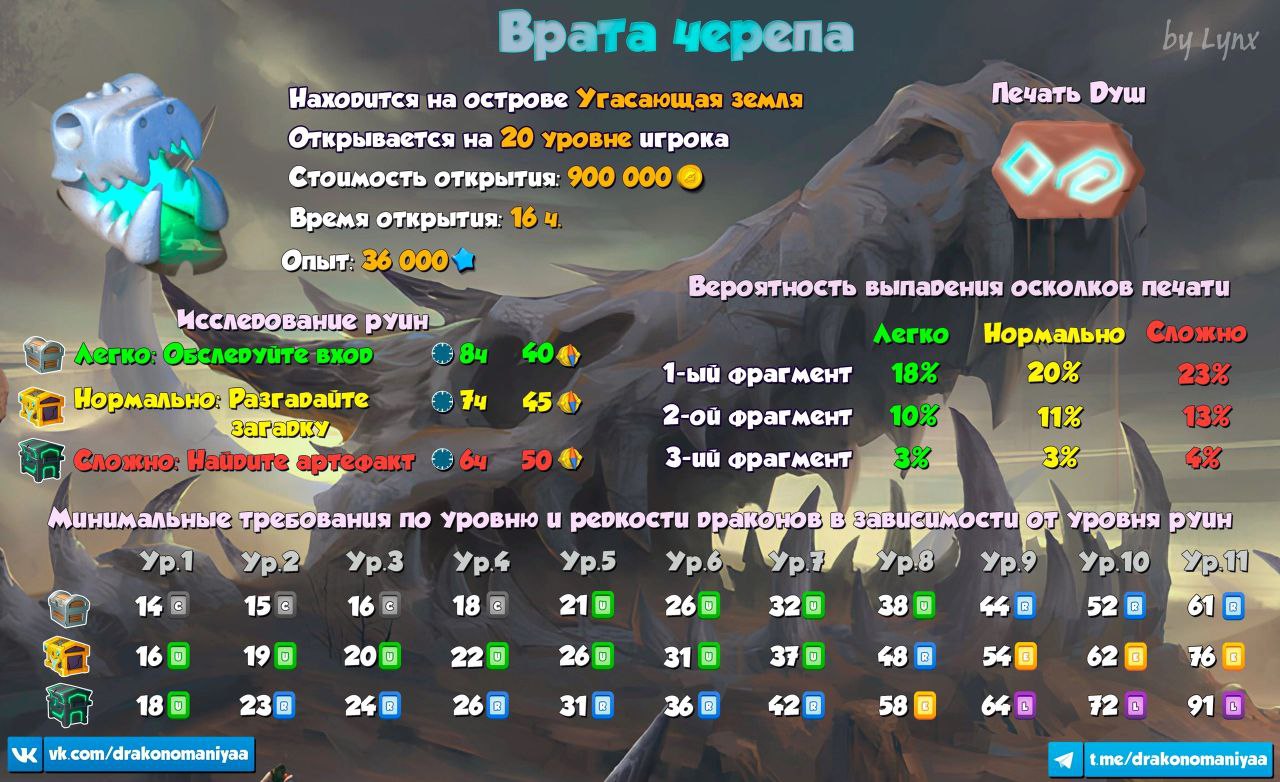 Врата черепа
by Lynx
Находится на острове Угасающая земля
Открывается на 20 уровне игрока
Стоимость открытия: 900 000
Время открытия: 16 ч.
Опыт: 36 000
Печать Душ
Исследование руин
Легко: Обследуйте вход 8ч 40
Нормально: Разгадайте загадку 7ч 45
Сложно: Найдите артефакт 6ч 50
Вероятность выпадения осколков печати
Легко Нормально Сложно
1-ый фрагмент 18% 20% 23%
2-ой фрагмент 10% 11% 13%
3-ий фрагмент 3% 3% 4%
Минимальные требования по уровню и редкости драконов в зависимости от уровня руин
Ур.1 Ур.2 Ур.3 Ур.4 Ур.5 Ур.6 Ур.7 Ур.8 Ур.9 Ур.10 Ур.11
14 C 15 C 16 C 18 C 21 U 26 U 32 U 38 U 44 R 52 R 61 R
16 U 19 U 20 U 22 U 26 U 31 U 37 U 48 R 54 E 62 E 76 E
18 U 23 R 24 R 26 R 31 R 36 R 42 R 58 E 64 L 72 L 91 L
vk.com/drakonomaniyaa
t.me/drakonomaniyaa